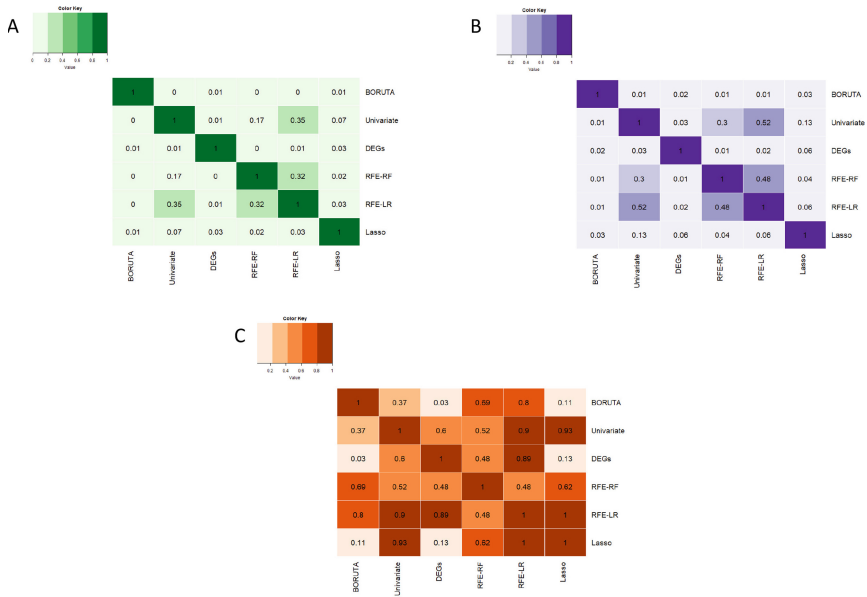 A
Color Key
0 0.2 0.4 0.6 0.8 1
Value
1 0 0.01 0 0 0.01 BORUTA
0 1 0.01 0.17 0.35 0.07 Univariate
0.01 0.01 1 0 0.01 0.03 DEGs
0 0.17 0 1 0.32 0.02 RFE-RF
0 0.35 0.01 0.32 1 0.03 RFE-LR
0.01 0.07 0.03 0.02 0.03 1 Lasso
BORUTA Univariate DEGs RFE-RF RFE-LR Lasso
B
Color Key
0.2 0.4 0.6 0.8 1
Value
1 0.01 0.02 0.01 0.01 0.03 BORUTA
0.01 1 0.03 0.3 0.52 0.13 Univariate
0.02 0.03 1 0.01 0.02 0.06 DEGs
0.01 0.3 0.01 1 0.48 0.04 RFE-RF
0.01 0.52 0.02 0.48 1 0.06 RFE-LR
0.03 0.13 0.06 0.04 0.06 1 Lasso
BORUTA Univariate DEGs RFE-RF RFE-LR Lasso
C
Color Key
0.2 0.4 0.6 0.8 1
Value
1 0.37 0.03 0.69 0.8 0.11 BORUTA
0.37 1 0.6 0.52 0.9 0.93 Univariate
0.03 0.6 1 0.48 0.89 0.13 DEGs
0.69 0.52 0.48 1 0.48 0.62 RFE-RF
0.8 0.9 0.89 0.48 1 1 RFE-LR
0.11 0.93 0.13 0.62 1 1 Lasso
BORUTA Univariate DEGs RFE-RF RFE-LR Lasso